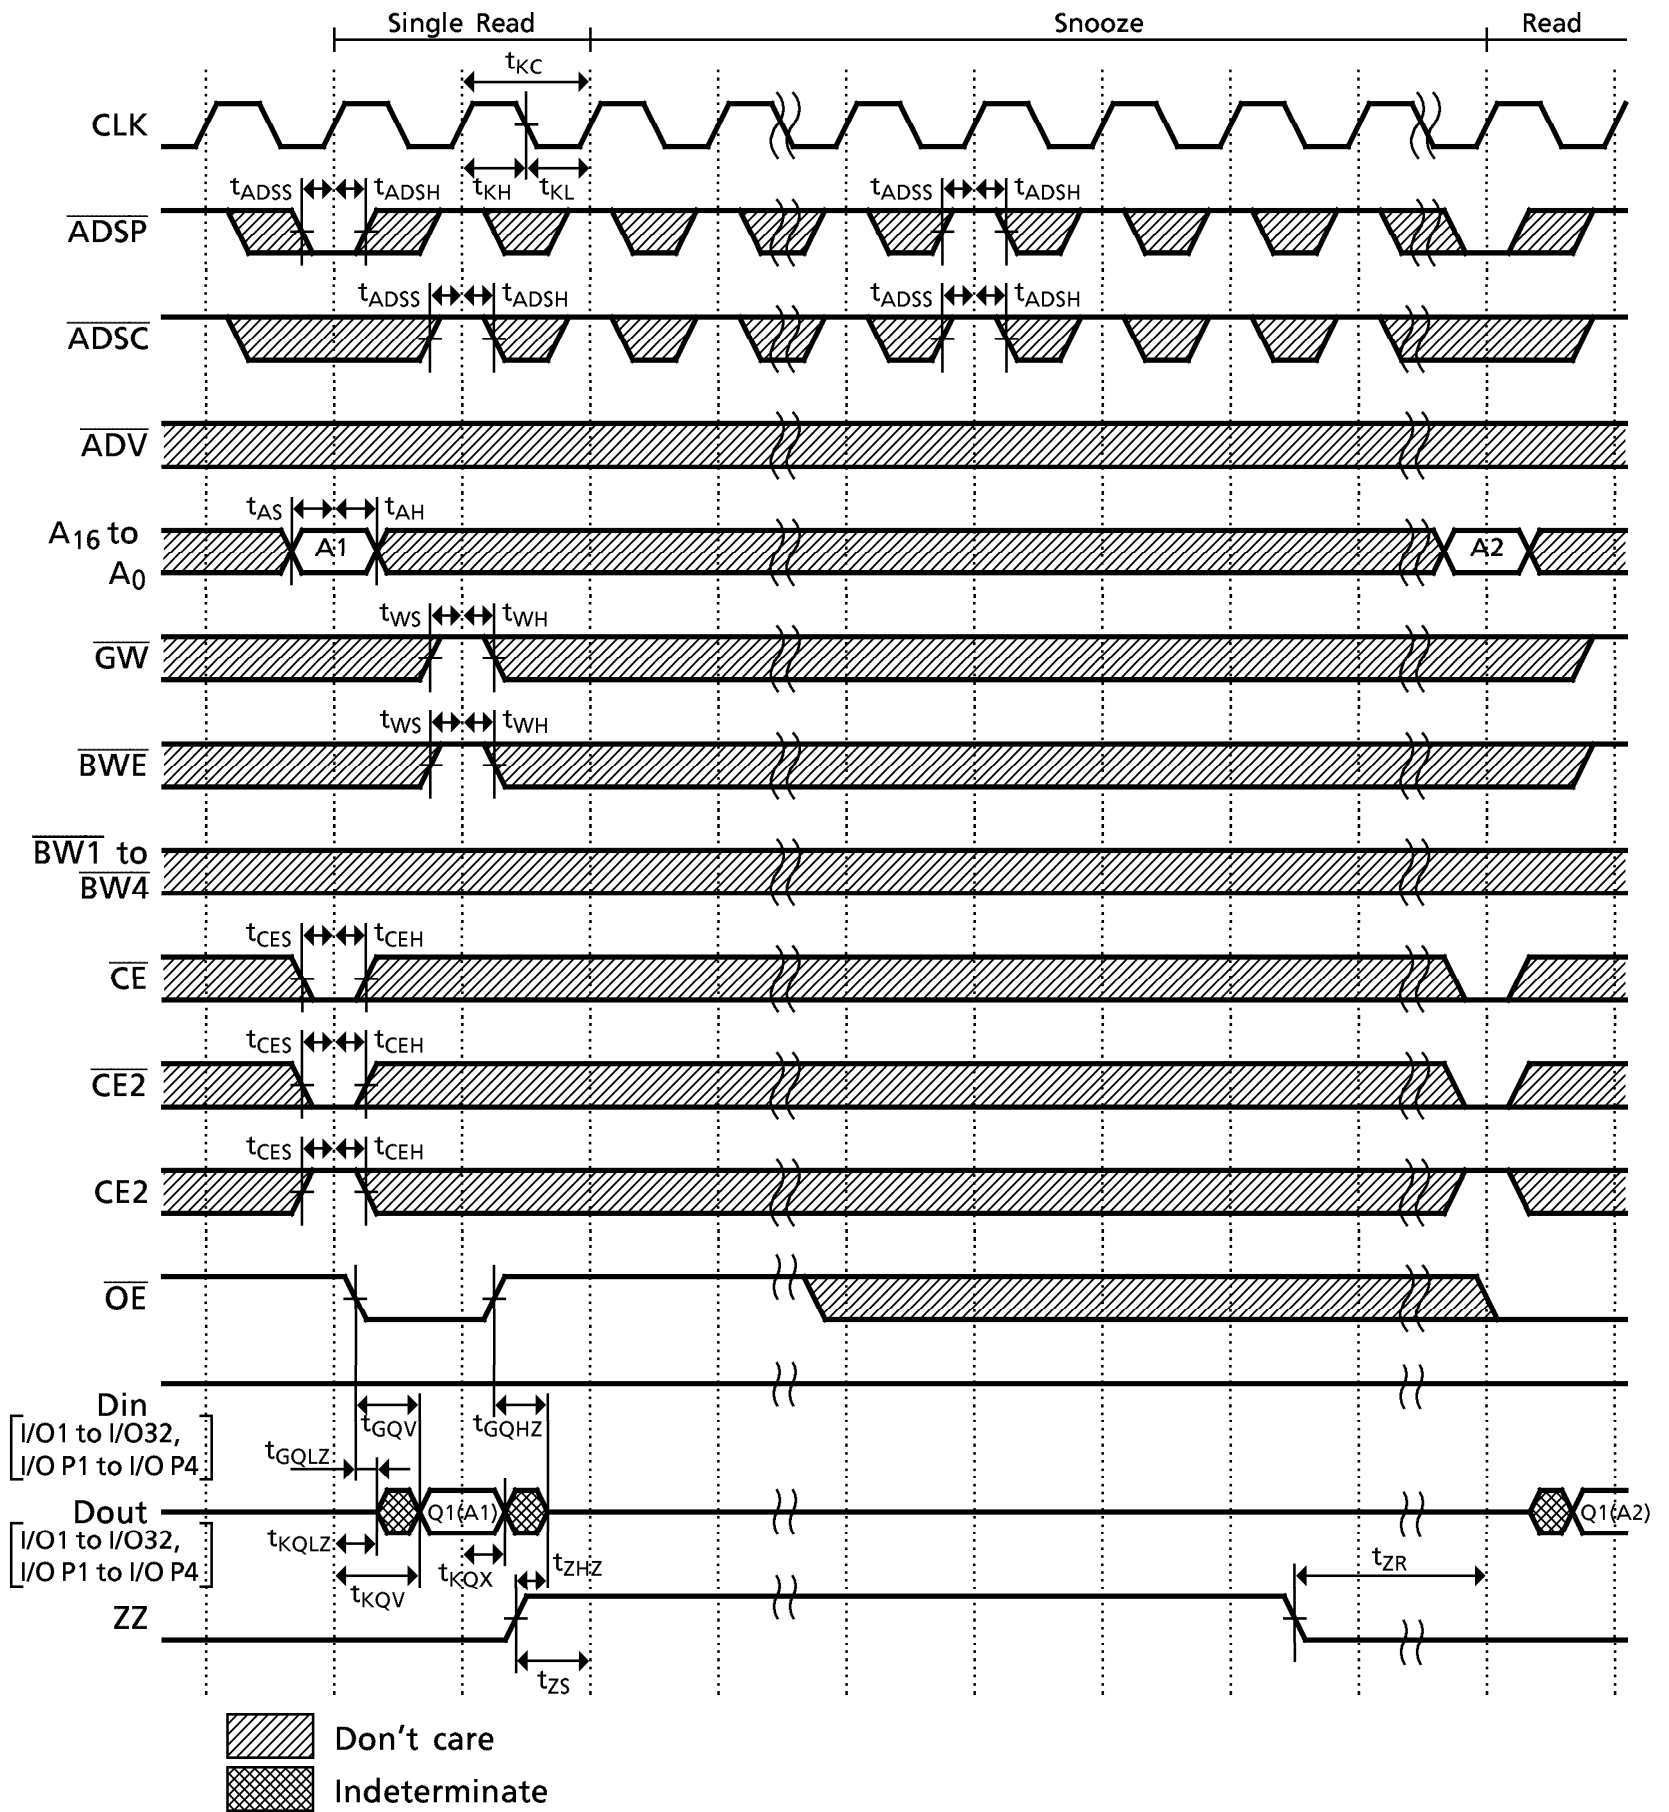 Single Read Snooze Read
tKC
CLK
tADSS tADSH tKH tKL tADSS tADSH
ADSP
tADSS tADSH tADSS tADSH
ADSC
ADV
tAS tAH
A16 to
A0
A1 A2
tWS tWH
GW
tWS tWH
BWE
BW1 to
BW4
tCES tCEH
CE
tCES tCEH
CE2
tCES tCEH
CE2
OE
Din
[I/O1 to I/O32,
I/O P1 to I/O P4]
tGQV tGQHZ
tGQLZ
Dout
[I/O1 to I/O32,
I/O P1 to I/O P4]
Q1(A1) Q1(A2)
tKQLZ tKQX tZHZ tZR
tKQV
ZZ
tZS
Don't care
Indeterminate